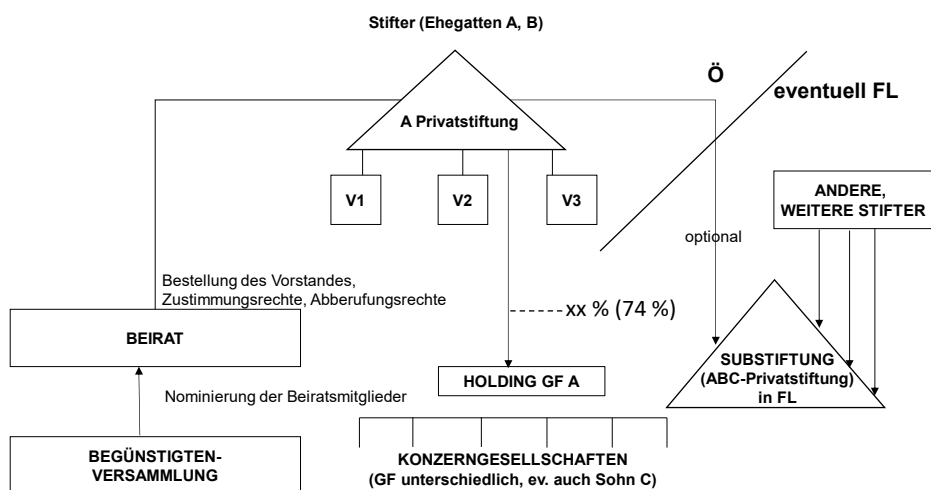 Stifter (Ehegatten A, B)
Ö
eventuell FL
A Privatstiftung
V1
V2
V3
ANDERE,
WEITERE STIFTER
optional
Bestellung des Vorstandes,
Zustimmungsrechte, Abberufungsrechte
xx % (74 %)
BEIRAT
SUBSTIFTUNG
(ABC-Privatstiftung)
in FL
HOLDING GF A
Nominierung der Beiratsmitglieder
BEGÜNSTIGTEN-
VERSAMMLUNG
KONZERNGESELLSCHAFTEN
(GF unterschiedlich, ev. auch Sohn C)